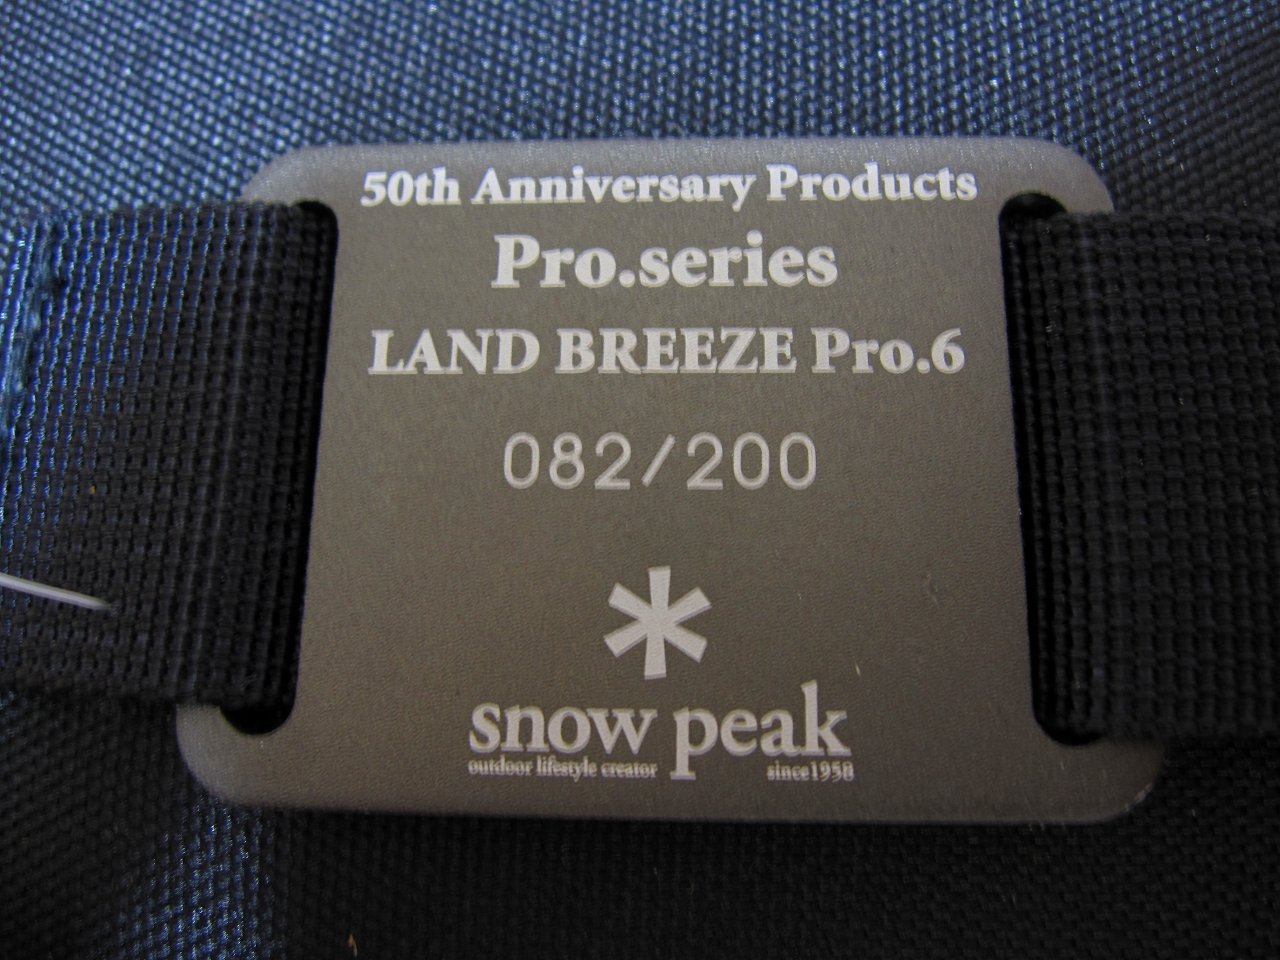 50th Anniversary Products
Pro.series
LAND BREEZE Pro.6
082/200
snow peak
outdoor lifestyle creator since1958